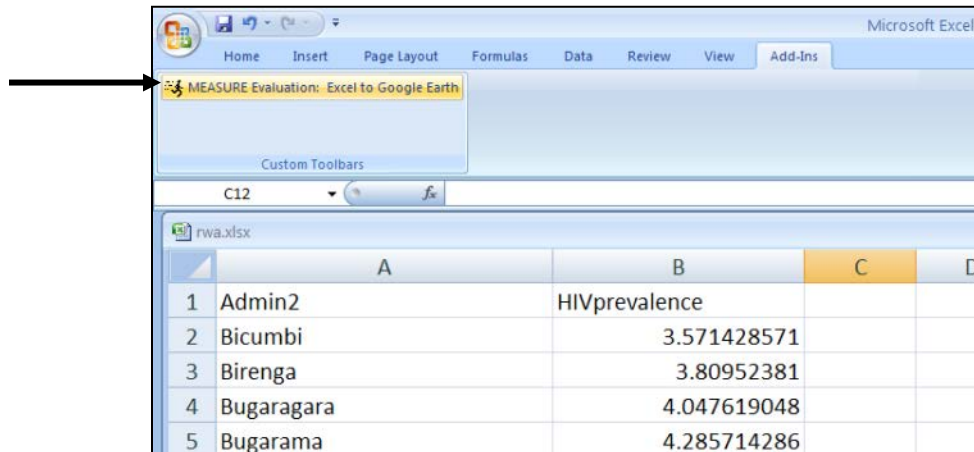 Microsoft Excel
Home Insert Page Layout Formulas Data Review View Add-Ins
MEASURE Evaluation: Excel to Google Earth
Custom Toolbars
C12 fx
rwa.xlsx
A B C D
1 Admin2 HIVprevalence
2 Bicumbi 3.571428571
3 Birenga 3.80952381
4 Bugaragara 4.047619048
5 Bugarama 4.285714286